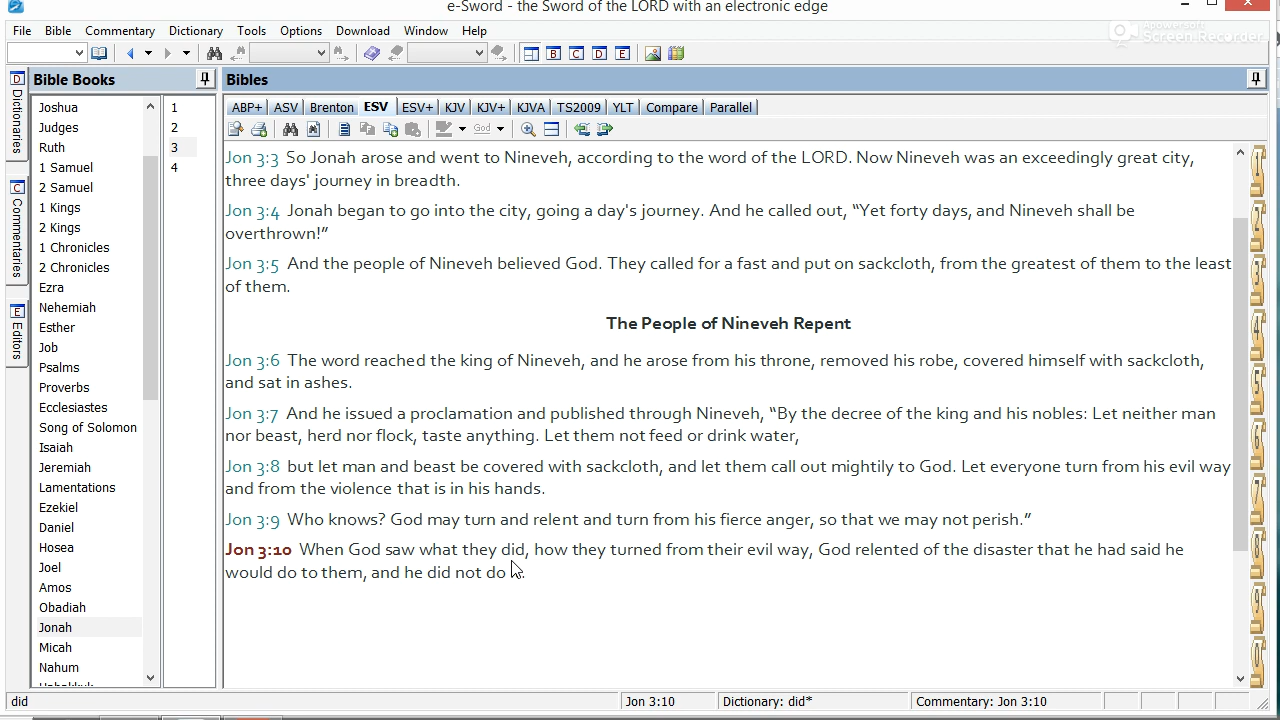 e-Sword - the Sword of the LORD with an electronic edge
Apowersoft
Screen Recorder
File Bible Commentary Dictionary Tools Options Download Window Help
B C D E
D Dictionaries
C Commentaries
E Editors
Bible Books
Joshua
Judges
Ruth
1 Samuel
2 Samuel
1 Kings
2 Kings
1 Chronicles
2 Chronicles
Ezra
Nehemiah
Esther
Job
Psalms
Proverbs
Ecclesiastes
Song of Solomon
Isaiah
Jeremiah
Lamentations
Ezekiel
Daniel
Hosea
Joel
Amos
Obadiah
Jonah
Micah
Nahum
1
2
3
4
Bibles
ABP+ ASV Brenton ESV ESV+ KJV KJV+ KJVA TS2009 YLT Compare Parallel
God
Jon 3:3 So Jonah arose and went to Nineveh, according to the word of the LORD. Now Nineveh was an exceedingly great city,
three days' journey in breadth.
Jon 3:4 Jonah began to go into the city, going a day's journey. And he called out, “Yet forty days, and Nineveh shall be
overthrown!”
Jon 3:5 And the people of Nineveh believed God. They called for a fast and put on sackcloth, from the greatest of them to the least
of them.
The People of Nineveh Repent
Jon 3:6 The word reached the king of Nineveh, and he arose from his throne, removed his robe, covered himself with sackcloth,
and sat in ashes.
Jon 3:7 And he issued a proclamation and published through Nineveh, “By the decree of the king and his nobles: Let neither man
nor beast, herd nor flock, taste anything. Let them not feed or drink water,
Jon 3:8 but let man and beast be covered with sackcloth, and let them call out mightily to God. Let everyone turn from his evil way
and from the violence that is in his hands.
Jon 3:9 Who knows? God may turn and relent and turn from his fierce anger, so that we may not perish.”
Jon 3:10 When God saw what they did, how they turned from their evil way, God relented of the disaster that he had said he
would do to them, and he did not do
1
2
3
4
5
6
7
8
9
0
did
Jon 3:10
Dictionary: did*
Commentary: Jon 3:10